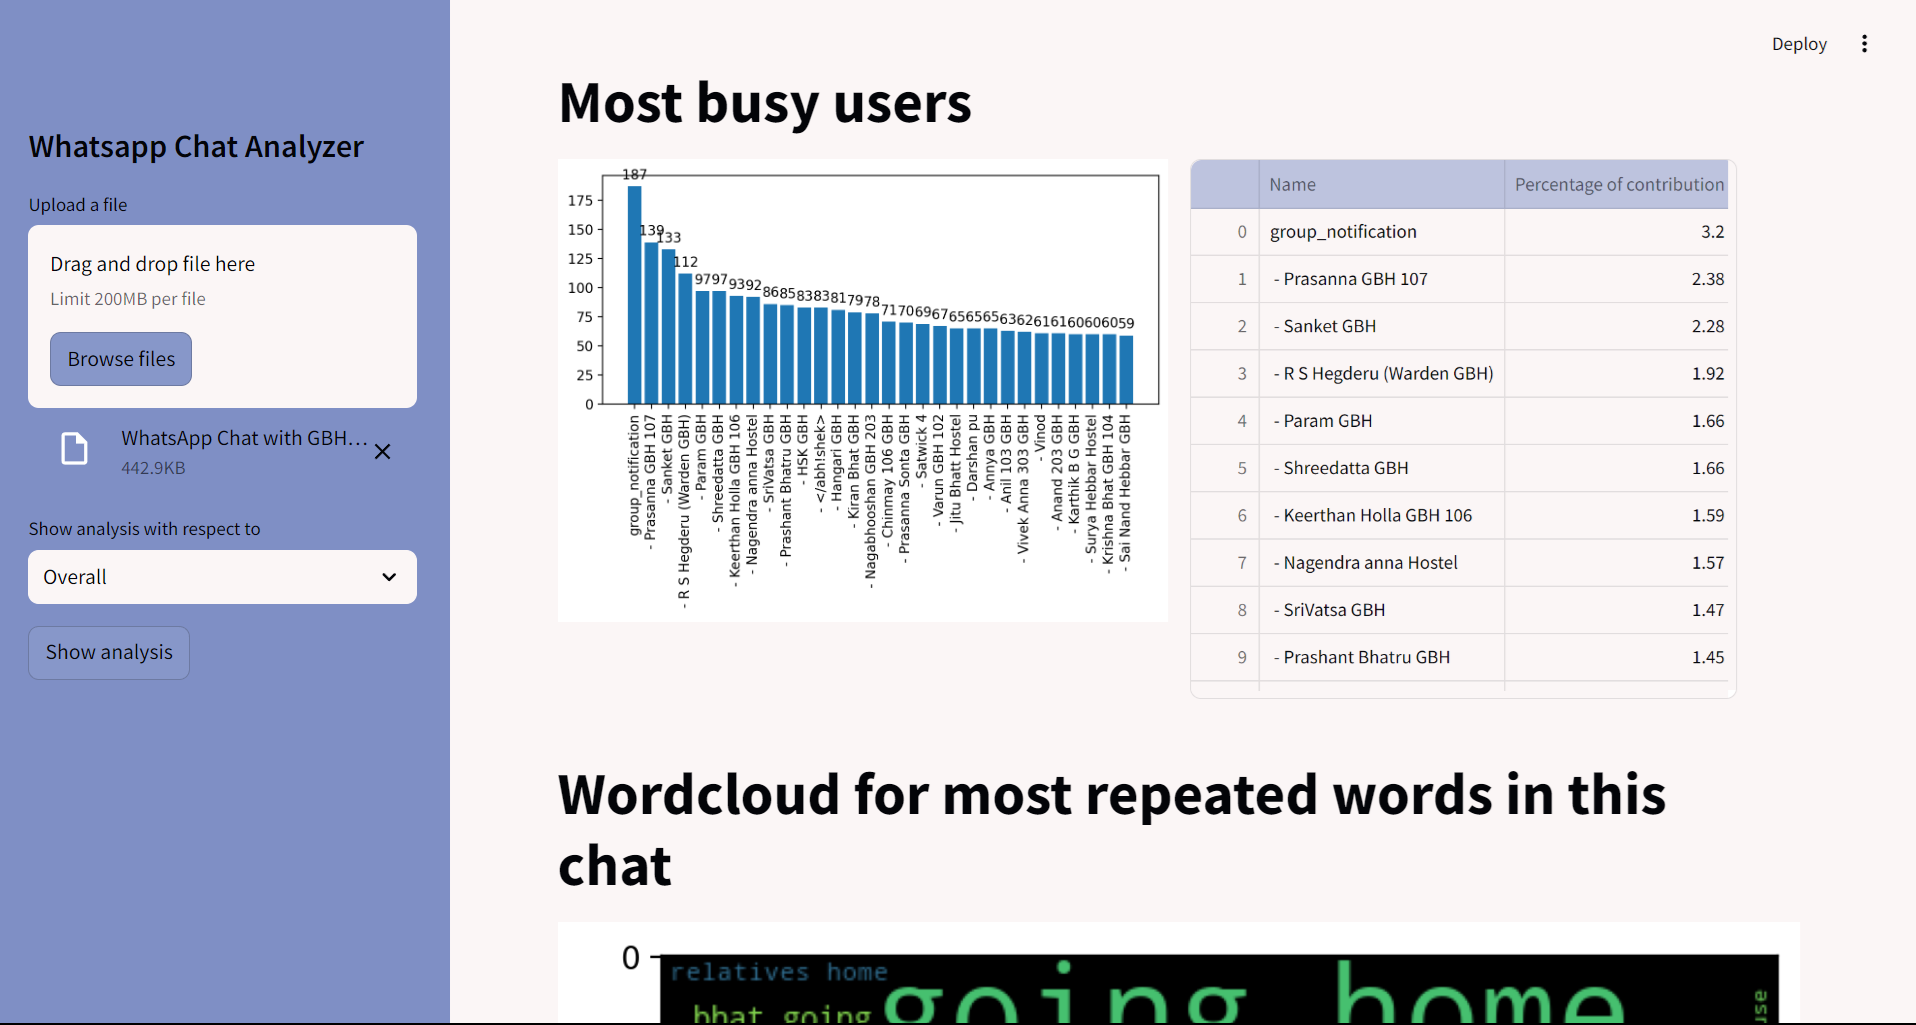 Deploy
Whatsapp Chat Analyzer
Upload a file
Drag and drop file here
Limit 200MB per file
Browse files
WhatsApp Chat with GBH...
442.9KB
Show analysis with respect to
Overall
Show analysis
Most busy users
187
139
133
112
97 97 93 92 86 85 83 83 81 79 78 71 70 69 67 65 65 65 63 62 61 61 60 60 60 59
175
150
125
100
75
50
25
0
group_notification
- Prasanna GBH 107
- Sanket GBH
- R S Hegderu (Warden GBH)
- Param GBH
- Shreedatta GBH
- Keerthan Holla GBH 106
- Nagendra anna Hostel
- SriVatsa GBH
- Prashant Bhatru GBH
- HSK GBH
- </abh!shek>
- Hangari GBH
- Kiran Bhat GBH
- Nagabhooshan GBH 203
- Chinmay 106 GBH
- Prasanna Sonta GBH
- Satwick 4
- Varun GBH 102
- Jitu Bhatt Hostel
- Darshan pu
- Annya GBH
- Anil 103 GBH
- Vivek Anna 303 GBH
- Vinod
- Anand 203 GBH
- Karthik B G GBH
- Surya Hebbar Hostel
- Krishna Bhat GBH 104
- Sai Nand Hebbar GBH
Name Percentage of contribution
0 group_notification 3.2
1 - Prasanna GBH 107 2.38
2 - Sanket GBH 2.28
3 - R S Hegderu (Warden GBH) 1.92
4 - Param GBH 1.66
5 - Shreedatta GBH 1.66
6 - Keerthan Holla GBH 106 1.59
7 - Nagendra anna Hostel 1.57
8 - SriVatsa GBH 1.47
9 - Prashant Bhatru GBH 1.45
Wordcloud for most repeated words in this
chat
0
relatives home
going home
bhat going
use